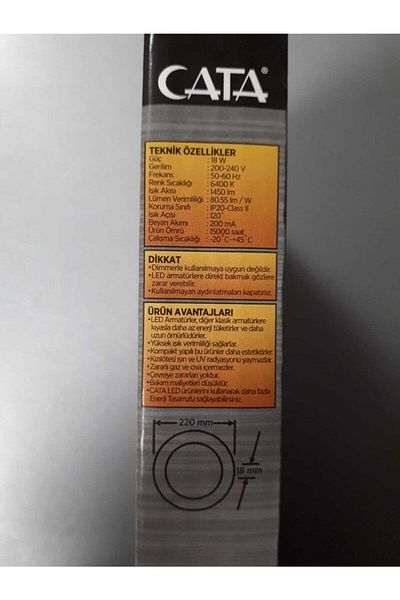 CATA®
TEKNİK ÖZELLİKLER
Güç : 18 W
Gerilim : 200-240 V
Frekans : 50-60 Hz
Renk Sıcaklığı : 6400 K
Işık Akısı : 1450 lm
Lümen Verimliliği : 80.55 lm / W
Koruma Sınıfı : IP20-Class II
Işık Açısı : 120°
Beyan Akımı : 200 mA
Ürün Ömrü : 15000 saat
Çalışma Sıcaklığı : -20°C-+45°C
DİKKAT
•Dimmerle kullanılmaya uygun değildir.
•LED armatürlere direkt bakmak gözlere
zarar verebilir.
•Kullanılmayan aydınlatmaları kapatınız.
ÜRÜN AVANTAJLARI
•LED Armatürler, diğer klasik armatürlere
kıyasla daha az enerji tüketirler ve daha
uzun ömürlüdürler.
•Yüksek ışık verimliliği sağlarlar.
•Kompakt yapılı bu ürünler daha estetiktirler.
•Kızılötesi ışın ve UV radyasyonu yaymazlar.
•Zararlı gaz ve cıva içermezler.
•Çevreye zararları yoktur.
•Bakım maliyetleri düşüktür.
•CATA LED ürünlerini kullanarak daha fazla
Enerji Tasarrufu sağlayabilirsiniz.
220 mm
18 mm